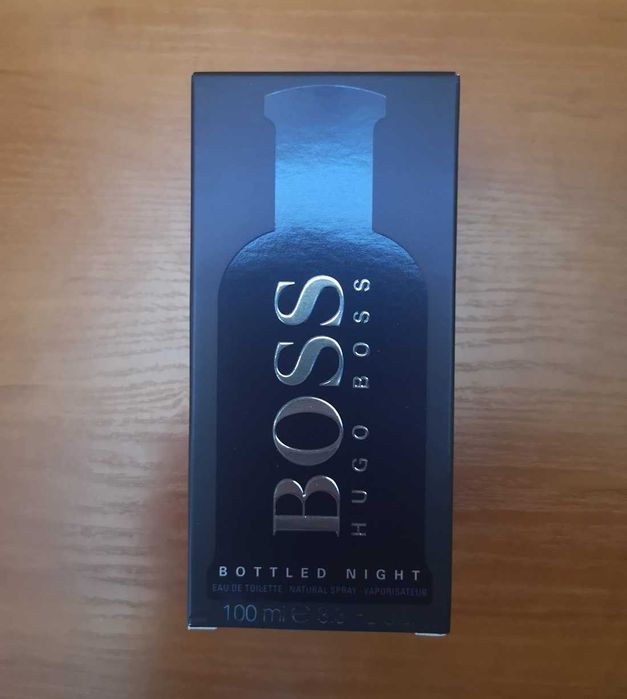 BOSS
HUGO BOSS
BOTTLED NIGHT
EAU DE TOILETTE · NATURAL SPRAY · VAPORISATEUR
100 ml ℮